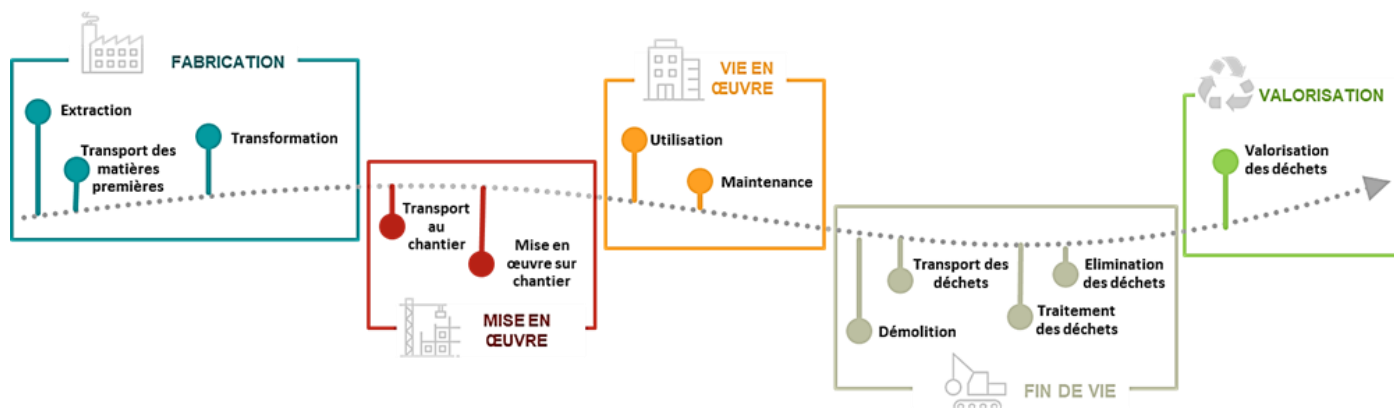 FABRICATION
Extraction
Transport des
matières
premières
Transformation
Transport
au
chantier
Mise en
œuvre sur
chantier
MISE EN
ŒUVRE
VIE EN
ŒUVRE
Utilisation
Maintenance
Démolition
Transport des
déchets
Traitement
des déchets
Elimination
des déchets
FIN DE VIE
VALORISATION
Valorisation
des déchets